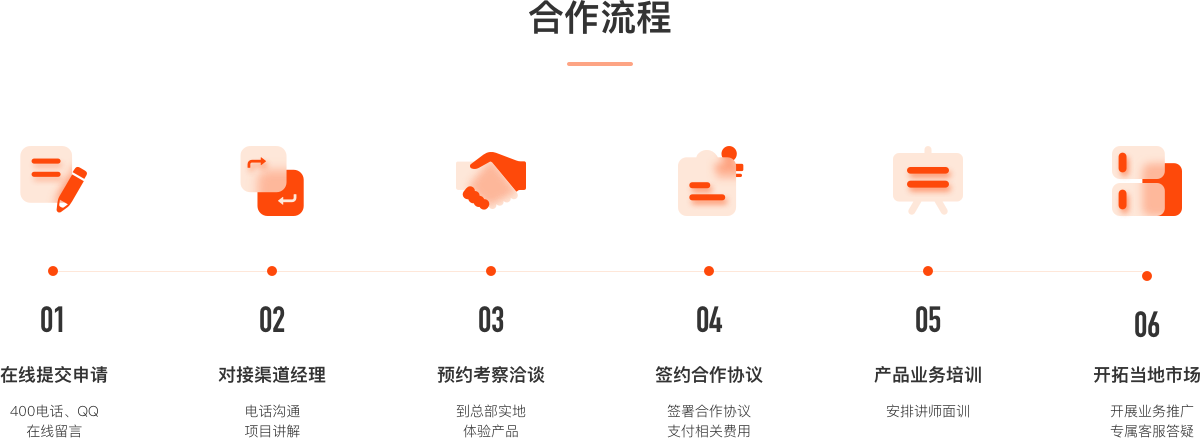 合作流程
01
在线提交申请
400电话、QQ
在线留言
02
对接渠道经理
电话沟通
项目讲解
03
预约考察洽谈
到总部实地
体验产品
04
签约合作协议
签署合作协议
支付相关费用
05
产品业务培训
安排讲师面训
06
开拓当地市场
开展业务推广
专属客服答疑